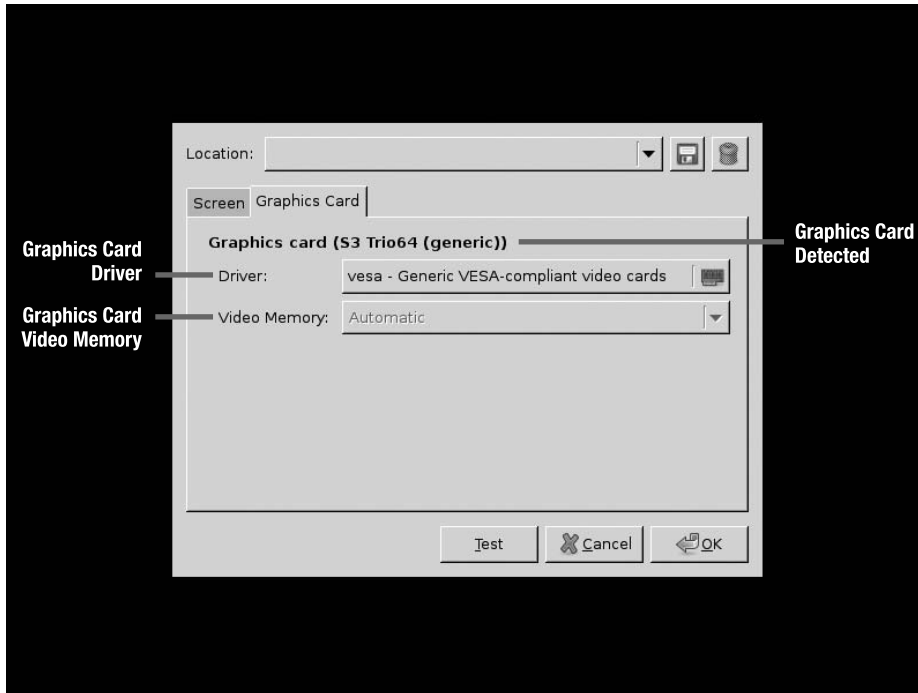 Location:
Screen
Graphics Card
Graphics card (S3 Trio64 (generic))
Graphics Card
Detected
Graphics Card
Driver
Driver:
vesa - Generic VESA-compliant video cards
Graphics Card
Video Memory
Video Memory:
Automatic
Test
Cancel
OK